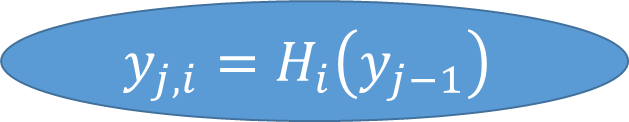 y_{j,i} = H_i(y_{j-1})